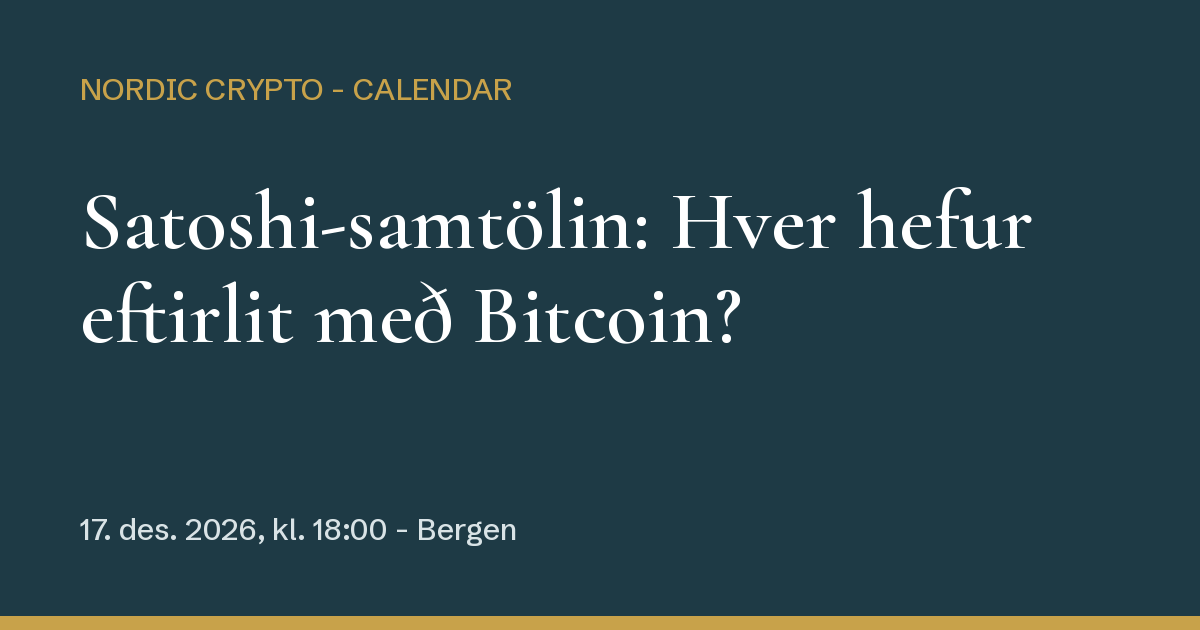 NORDIC CRYPTO - CALENDAR
Satoshi-samtölin: Hver hefur
eftirlit með Bitcoin?
17. des. 2026, kl. 18:00 - Bergen